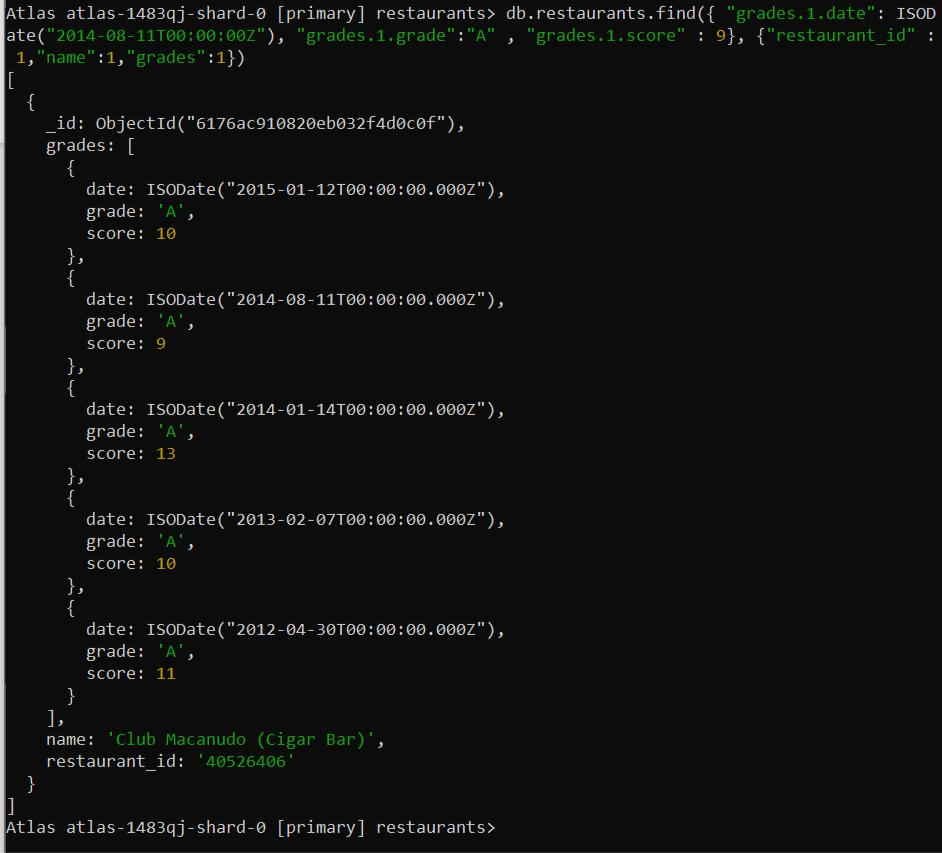 Atlas atlas-1483qj-shard-0 [primary] restaurants> db.restaurants.find({ "grades.1.date": ISOD
ate("2014-08-11T00:00:00Z"), "grades.1.grade":"A" , "grades.1.score" : 9}, {"restaurant_id" :
 1,"name":1,"grades":1})
[
  {
    _id: ObjectId("6176ac910820eb032f4d0c0f"),
    grades: [
      {
        date: ISODate("2015-01-12T00:00:00.000Z"),
        grade: 'A',
        score: 10
      },
      {
        date: ISODate("2014-08-11T00:00:00.000Z"),
        grade: 'A',
        score: 9
      },
      {
        date: ISODate("2014-01-14T00:00:00.000Z"),
        grade: 'A',
        score: 13
      },
      {
        date: ISODate("2013-02-07T00:00:00.000Z"),
        grade: 'A',
        score: 10
      },
      {
        date: ISODate("2012-04-30T00:00:00.000Z"),
        grade: 'A',
        score: 11
      }
    ],
    name: 'Club Macanudo (Cigar Bar)',
    restaurant_id: '40526406'
  }
]
Atlas atlas-1483qj-shard-0 [primary] restaurants>